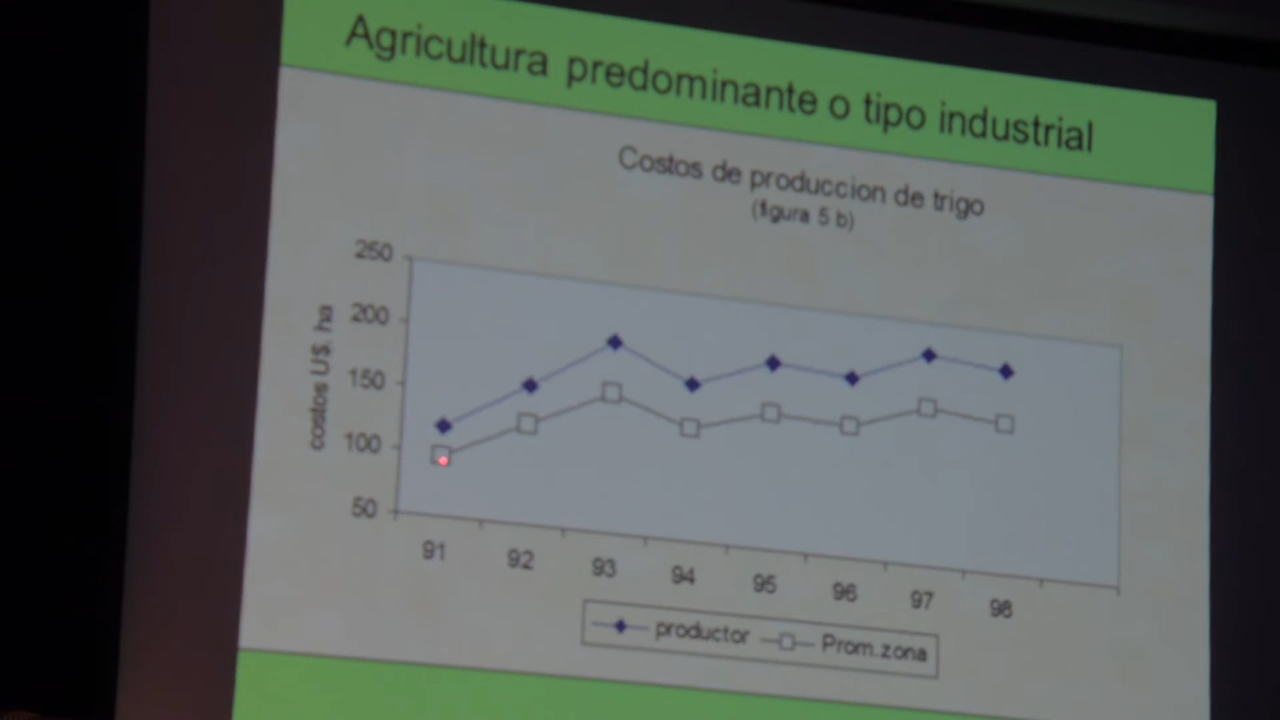 Agricultura predominante o tipo industrial
Costos de produccion de trigo
(figura 5 b)
250
200
150
100
50
costos U$. ha
91 92 93 94 95 96 97 98
productor Prom.zona